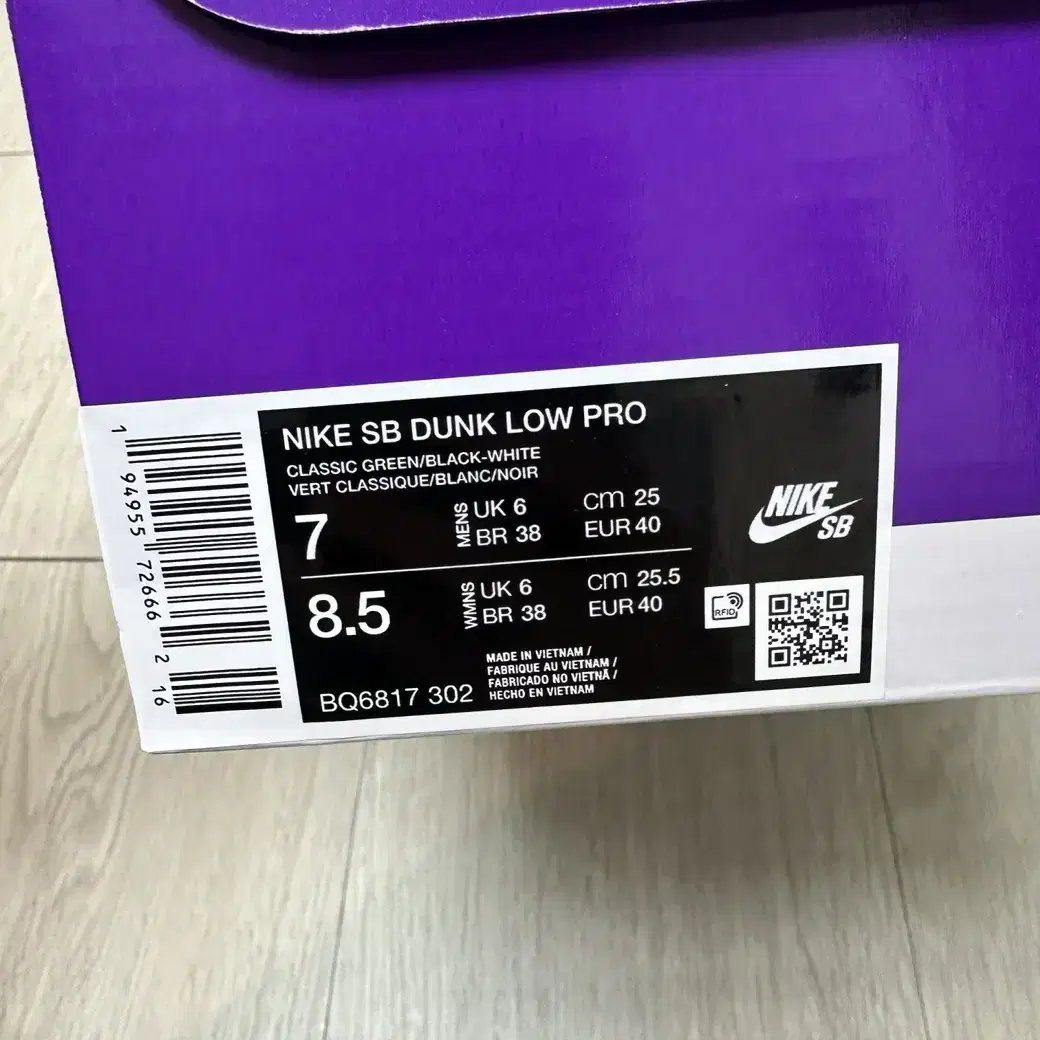 NIKE SB DUNK LOW PRO
CLASSIC GREEN/BLACK-WHITE
VERT CLASSIQUE/BLANC/NOIR
7
MENS
UK 6 CM 25
BR 38 EUR 40
8.5
WMNS
UK 6 CM 25.5
BR 38 EUR 40
BQ6817 302
MADE IN VIETNAM /
FABRIQUE AU VIETNAM /
FABRICADO NO VIETNÃ /
HECHO EN VIETNAM
NIKE
SB
RFID
1 94955 72666 2 16